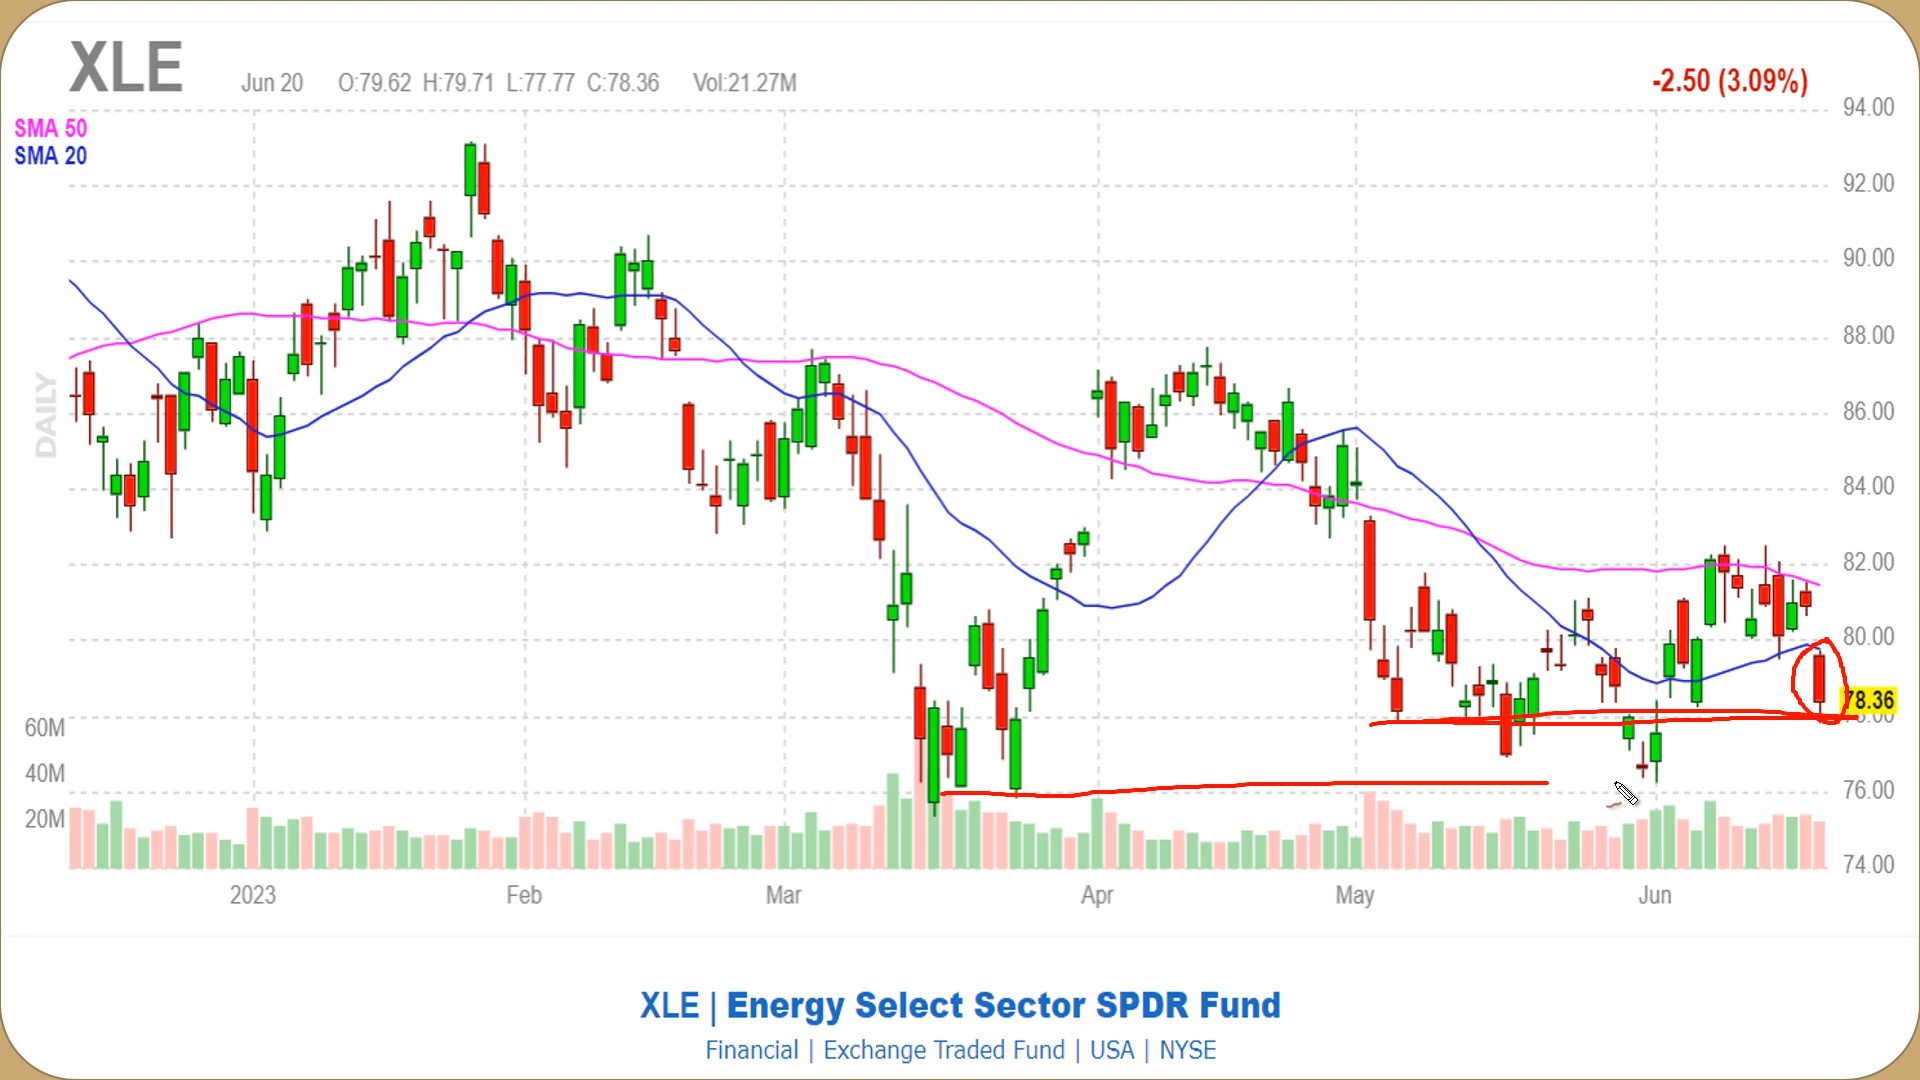 XLE Jun 20 O:79.62 H:79.71 L:77.77 C:78.36 Vol:21.27M -2.50 (3.09%)
SMA 50
SMA 20
DAILY
94.00
92.00
90.00
88.00
86.00
84.00
82.00
80.00
78.36
78.00
76.00
74.00
60M
40M
20M
2023 Feb Mar Apr May Jun
XLE | Energy Select Sector SPDR Fund
Financial | Exchange Traded Fund | USA | NYSE